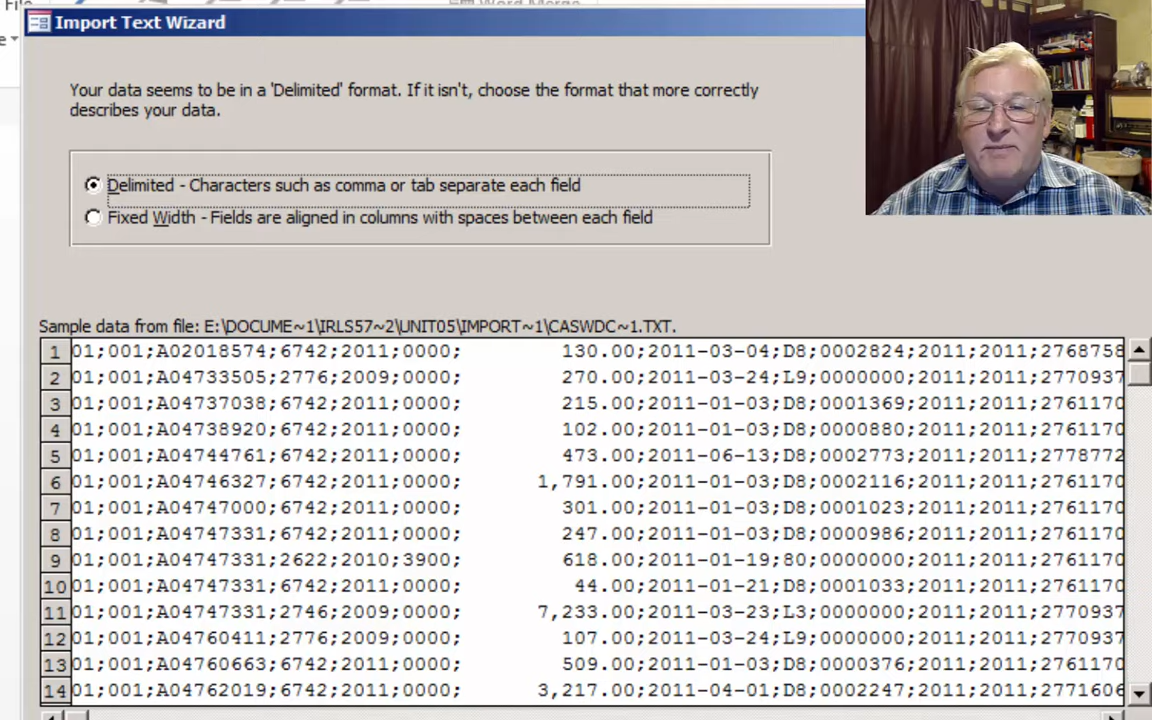 Fil
Word Merge
e
Import Text Wizard
Your data seems to be in a 'Delimited' format. If it isn't, choose the format that more correctly
describes your data.
Delimited - Characters such as comma or tab separate each field
Fixed Width - Fields are aligned in columns with spaces between each field
Sample data from file: E:\DOCUME~1\IRLS57~2\UNIT05\IMPORT~1\CASWDC~1.TXT.
1 01;001;A02018574;6742;2011;0000; 130.00;2011-03-04;D8;0002824;2011;2011;2768758
2 01;001;A04733505;2776;2009;0000; 270.00;2011-03-24;L9;0000000;2011;2011;2770937
3 01;001;A04737038;6742;2011;0000; 215.00;2011-01-03;D8;0001369;2011;2011;2761170
4 01;001;A04738920;6742;2011;0000; 102.00;2011-01-03;D8;0000880;2011;2011;2761170
5 01;001;A04744761;6742;2011;0000; 473.00;2011-06-13;D8;0002773;2011;2011;2778772
6 01;001;A04746327;6742;2011;0000; 1,791.00;2011-01-03;D8;0002116;2011;2011;2761170
7 01;001;A04747000;6742;2011;0000; 301.00;2011-01-03;D8;0001023;2011;2011;2761170
8 01;001;A04747331;6742;2011;0000; 247.00;2011-01-03;D8;0000986;2011;2011;2761170
9 01;001;A04747331;2622;2010;3900; 618.00;2011-01-19;80;0000000;2011;2011;2761170
10 01;001;A04747331;6742;2011;0000; 44.00;2011-01-21;D8;0001033;2011;2011;2761170
11 01;001;A04747331;2746;2009;0000; 7,233.00;2011-03-23;L3;0000000;2011;2011;2770937
12 01;001;A04760411;2776;2009;0000; 107.00;2011-03-24;L9;0000000;2011;2011;2770937
13 01;001;A04760663;6742;2011;0000; 509.00;2011-01-03;D8;0000376;2011;2011;2761170
14 01;001;A04762019;6742;2011;0000; 3,217.00;2011-04-01;D8;0002247;2011;2011;2771606